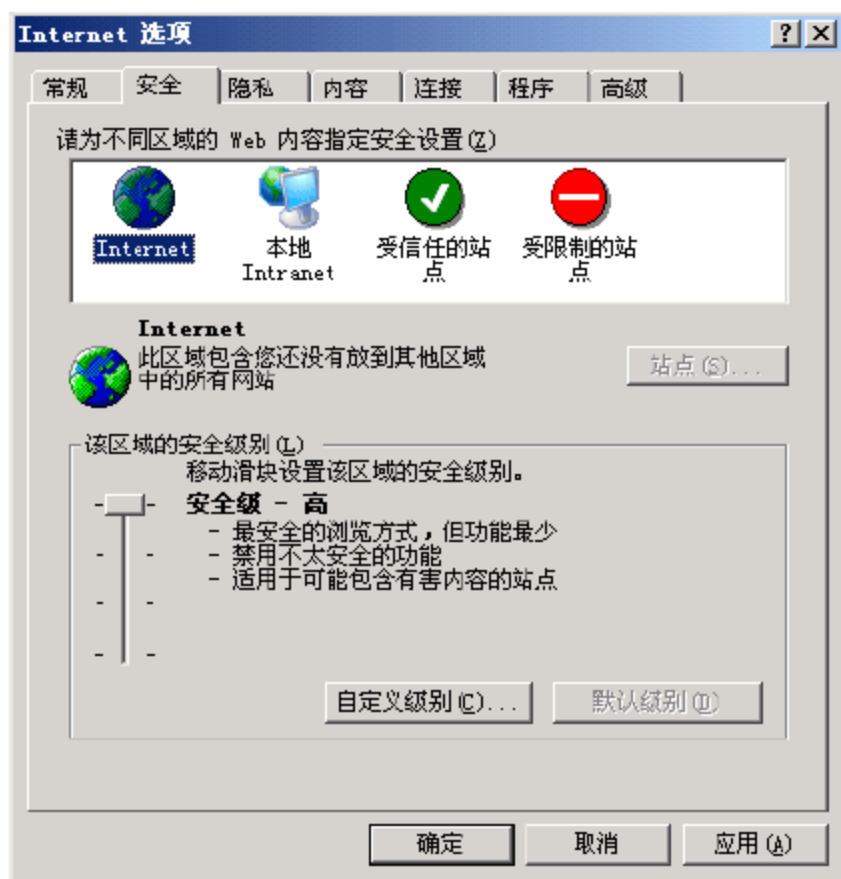 Internet 选项
常规 安全 隐私 内容 连接 程序 高级
请为不同区域的 Web 内容指定安全设置(Z)
Internet 本地 Intranet 受信任的站点 受限制的站点
Internet
此区域包含您还没有放到其他区域
中的所有网站
站点(S)...
该区域的安全级别(L)
移动滑块设置该区域的安全级别。
安全级 - 高
- 最安全的浏览方式，但功能最少
- 禁用不太安全的功能
- 适用于可能包含有害内容的站点
自定义级别(C)... 默认级别(D)
确定 取消 应用(A)